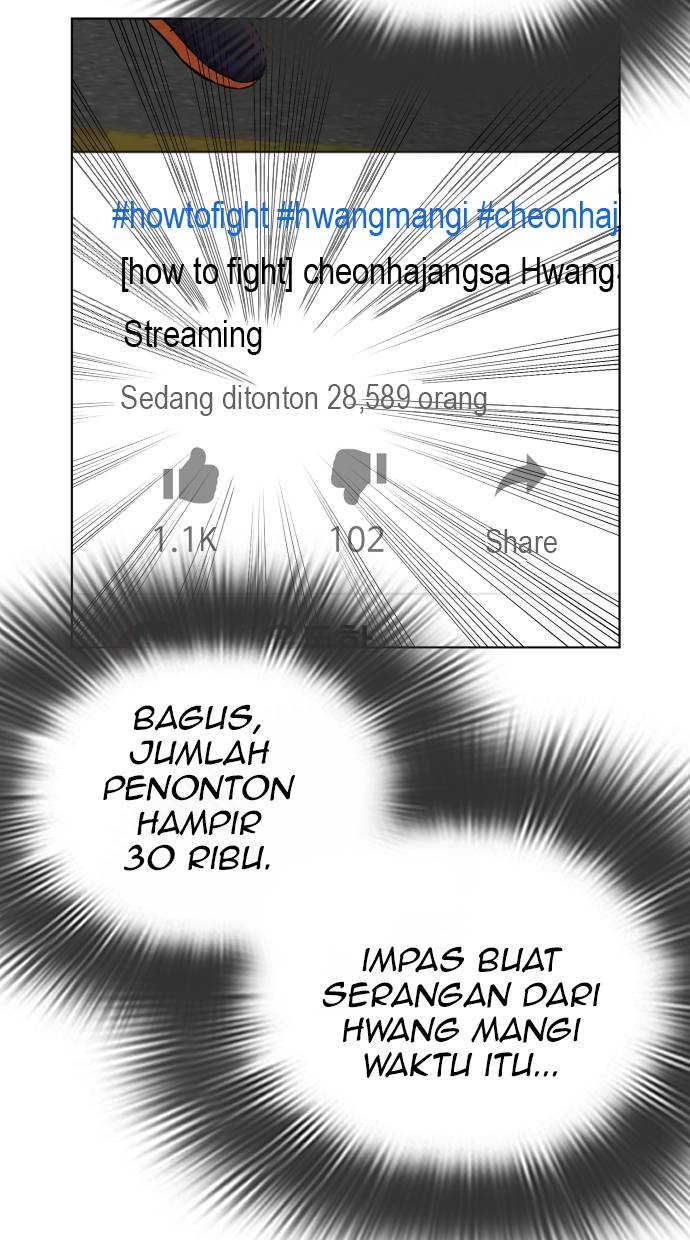 #howtofight #hwangmangi #cheonhaj
[how to fight] cheonhajangsa Hwang
Streaming
Sedang ditonton 28,589 orang
1.1K 102 Share
BAGUS,
JUMLAH
PENONTON
HAMPIR
30 RIBU.
IMPAS BUAT
SERANGAN DARI
HWANG MANGI
WAKTU ITU...